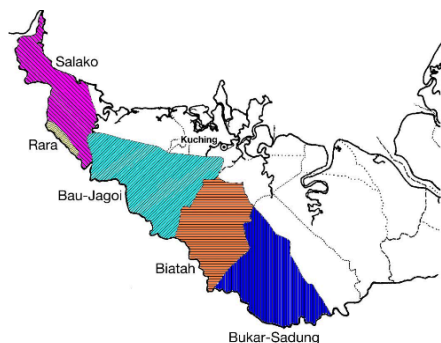 Salako
Kuching
Rara
Bau-Jagoi
Biatah
Bukar-Sadung